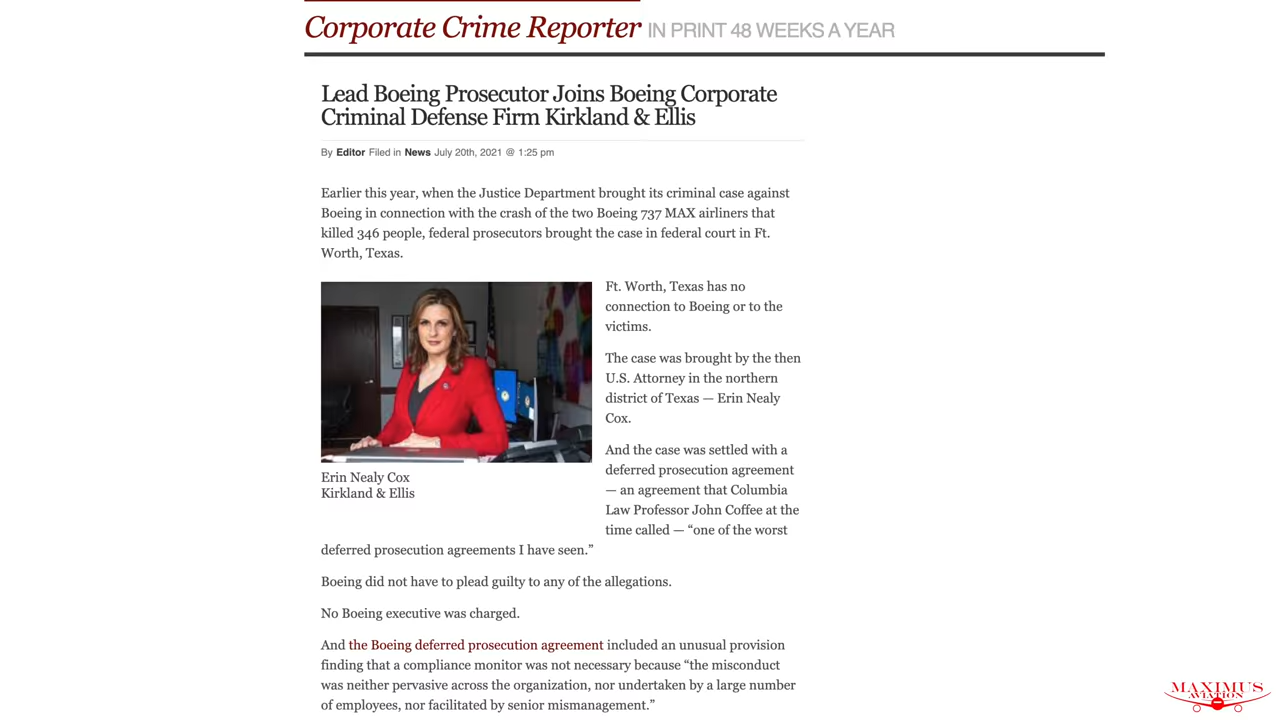 Corporate Crime Reporter IN PRINT 48 WEEKS A YEAR
Lead Boeing Prosecutor Joins Boeing Corporate
Criminal Defense Firm Kirkland & Ellis
By Editor Filed in News July 20th, 2021 @ 1:25 pm
Earlier this year, when the Justice Department brought its criminal case against
Boeing in connection with the crash of the two Boeing 737 MAX airliners that
killed 346 people, federal prosecutors brought the case in federal court in Ft.
Worth, Texas.
Erin Nealy Cox
Kirkland & Ellis
Ft. Worth, Texas has no
connection to Boeing or to the
victims.
The case was brought by the then
U.S. Attorney in the northern
district of Texas — Erin Nealy
Cox.
And the case was settled with a
deferred prosecution agreement
— an agreement that Columbia
Law Professor John Coffee at the
time called — “one of the worst
deferred prosecution agreements I have seen.”
Boeing did not have to plead guilty to any of the allegations.
No Boeing executive was charged.
And the Boeing deferred prosecution agreement included an unusual provision
finding that a compliance monitor was not necessary because “the misconduct
was neither pervasive across the organization, nor undertaken by a large number
of employees, nor facilitated by senior mismanagement.”
MAXIMUS
AVIATION